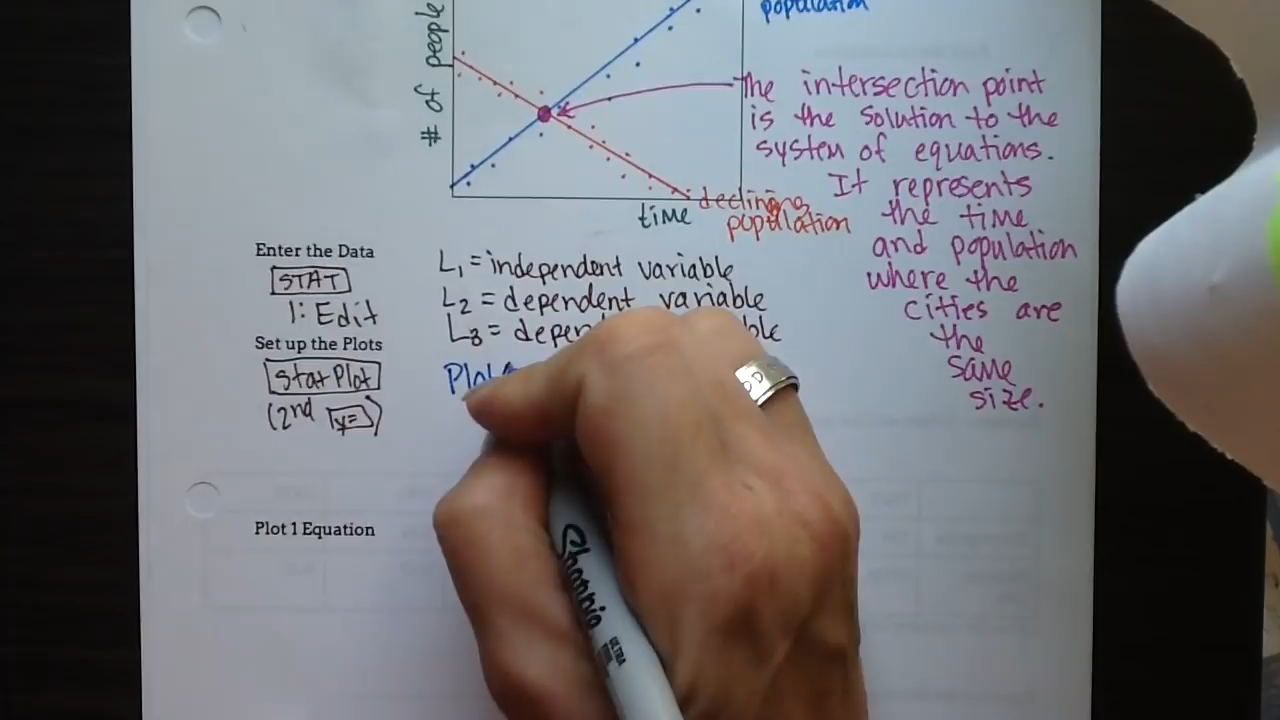 # of people
population
The intersection point
is the solution to the
system of equations.
It represents
the time
and population
where the
cities are
the
same
size.
time
declining
population
Enter the Data
STAT
1: Edit
L1 = independent variable
L2 = dependent variable
L3 =
Set up the Plots
Stat Plot
(2nd y=)
Plot 1 Equation
Sharpie
ULTRA